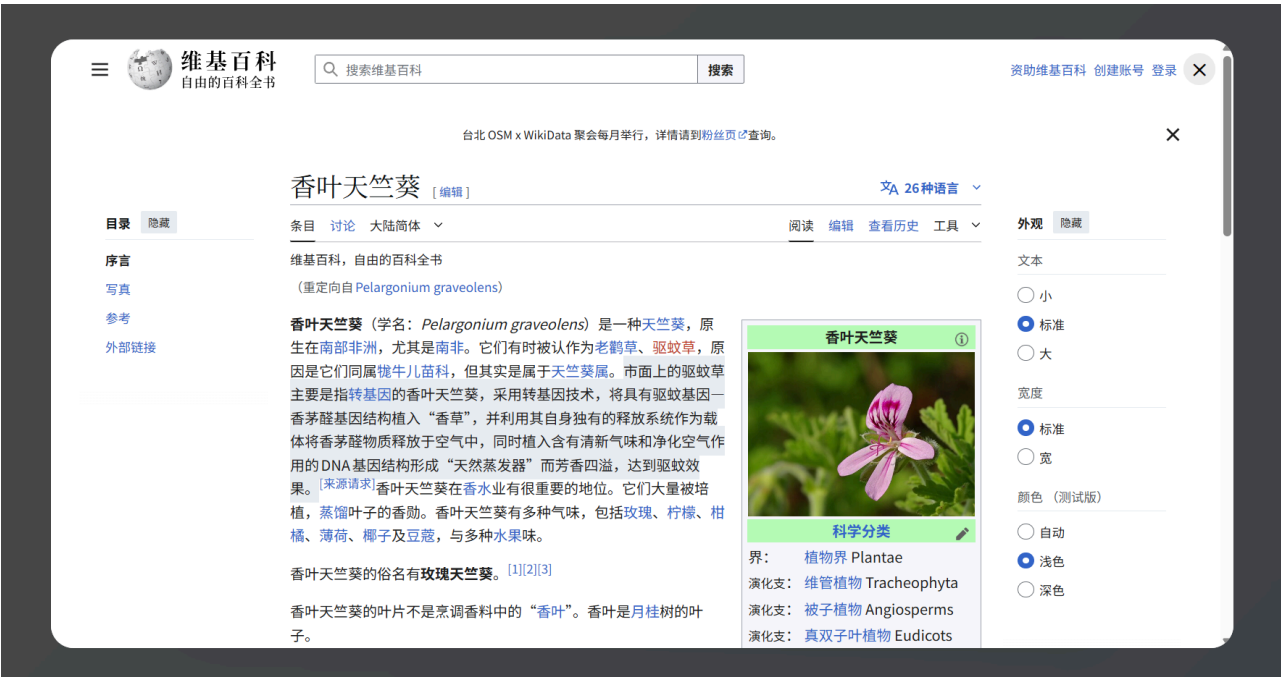 维基百科
自由的百科全书
搜索维基百科
搜索
资助维基百科 创建账号 登录
台北 OSM x WikiData 聚会每月举行，详情请到粉丝页查询。
香叶天竺葵 [编辑]
26种语言
目录 隐藏
序言
写真
参考
外部链接
条目 讨论 大陆简体
阅读 编辑 查看历史 工具
维基百科，自由的百科全书
（重定向自Pelargonium graveolens）
香叶天竺葵（学名：Pelargonium graveolens）是一种天竺葵，原
生在南部非洲，尤其是南非。它们有时被认作为老鹳草、驱蚊草，原
因是它们同属牻牛儿苗科，但其实是属于天竺葵属。市面上的驱蚊草
主要是指转基因的香叶天竺葵，采用转基因技术，将具有驱蚊基因—
香茅醛基因结构植入“香草”，并利用其自身独有的释放系统作为载
体将香茅醛物质释放于空气中，同时植入含有清新气味和净化空气作
用的DNA基因结构形成“天然蒸发器”而芳香四溢，达到驱蚊效
果。[来源请求]香叶天竺葵在香水业有很重要的地位。它们大量被培
植，蒸馏叶子的香勋。香叶天竺葵有多种气味，包括玫瑰、柠檬、柑
橘、薄荷、椰子及豆蔻，与多种水果味。
香叶天竺葵的俗名有玫瑰天竺葵。[1][2][3]
香叶天竺葵的叶片不是烹调香料中的“香叶”。香叶是月桂树的叶
子。
香叶天竺葵
科学分类
界： 植物界 Plantae
演化支： 维管植物 Tracheophyta
演化支： 被子植物 Angiosperms
演化支： 真双子叶植物 Eudicots
外观 隐藏
文本
小
标准
大
宽度
标准
宽
颜色 （测试版）
自动
浅色
深色